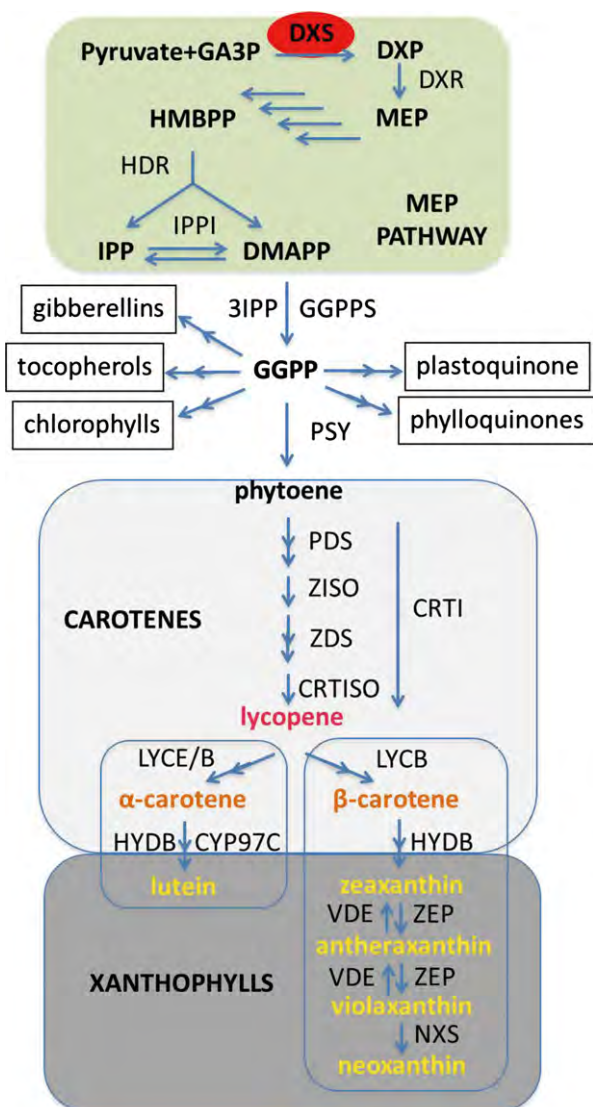 DXS
Pyruvate+GA3P
DXP
DXR
HMBPP
MEP
HDR
MEP
PATHWAY
IPPI
IPP
DMAPP
gibberellins
3IPP
GGPPS
tocopherols
GGPP
plastoquinone
chlorophylls
phylloquinones
PSY
phytoene
PDS
ZISO
CAROTENES
CRTI
ZDS
CRTISO
lycopene
LYCE/B
LYCB
α-carotene
β-carotene
HYDB
CYP97C
HYDB
lutein
zeaxanthin
VDE
ZEP
antheraxanthin
XANTHOPHYLLS
VDE
ZEP
violaxanthin
NXS
neoxanthin